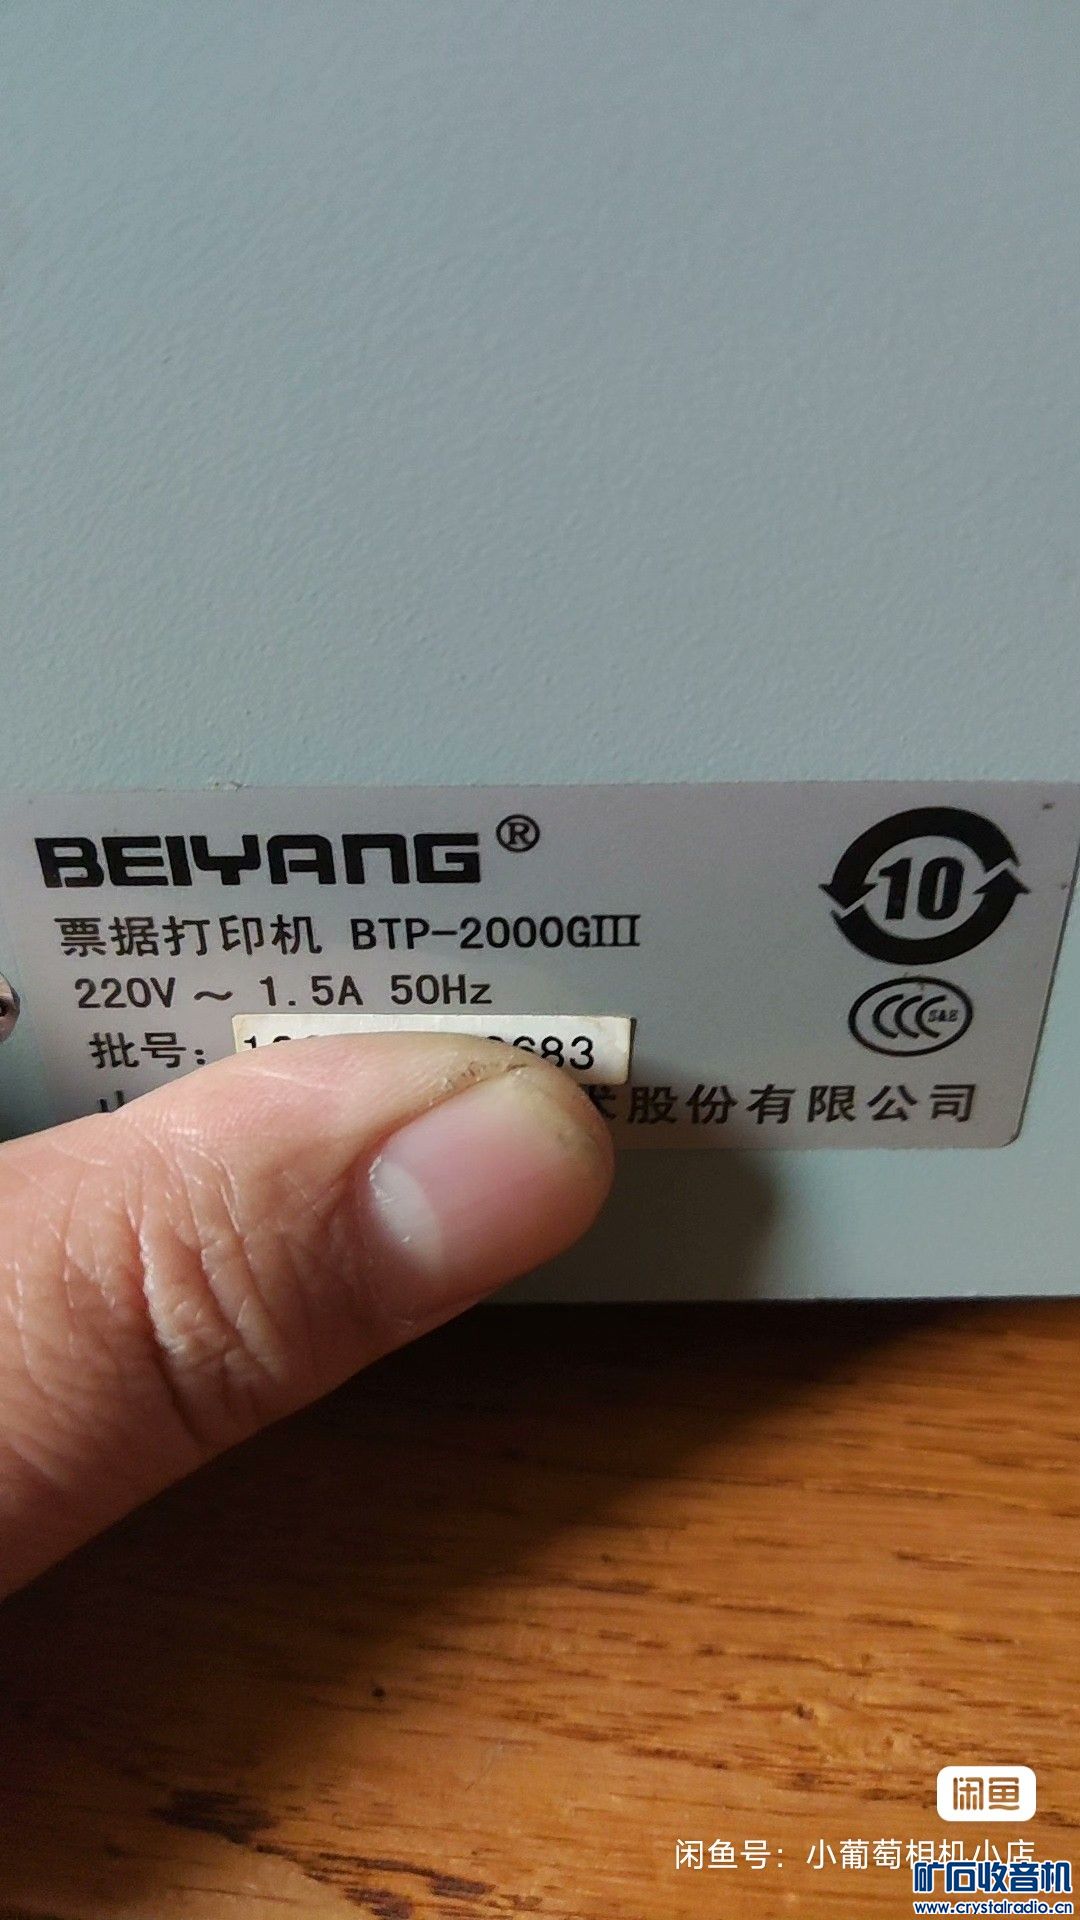 BEIYANG®
10
票据打印机 BTP-2000GIII
220V ~ 1.5A 50Hz
S&E
批号: 683
术股份有限公司
闲鱼
闲鱼号：小葡萄相机小店
矿石收音机
www.crystalradio.cn